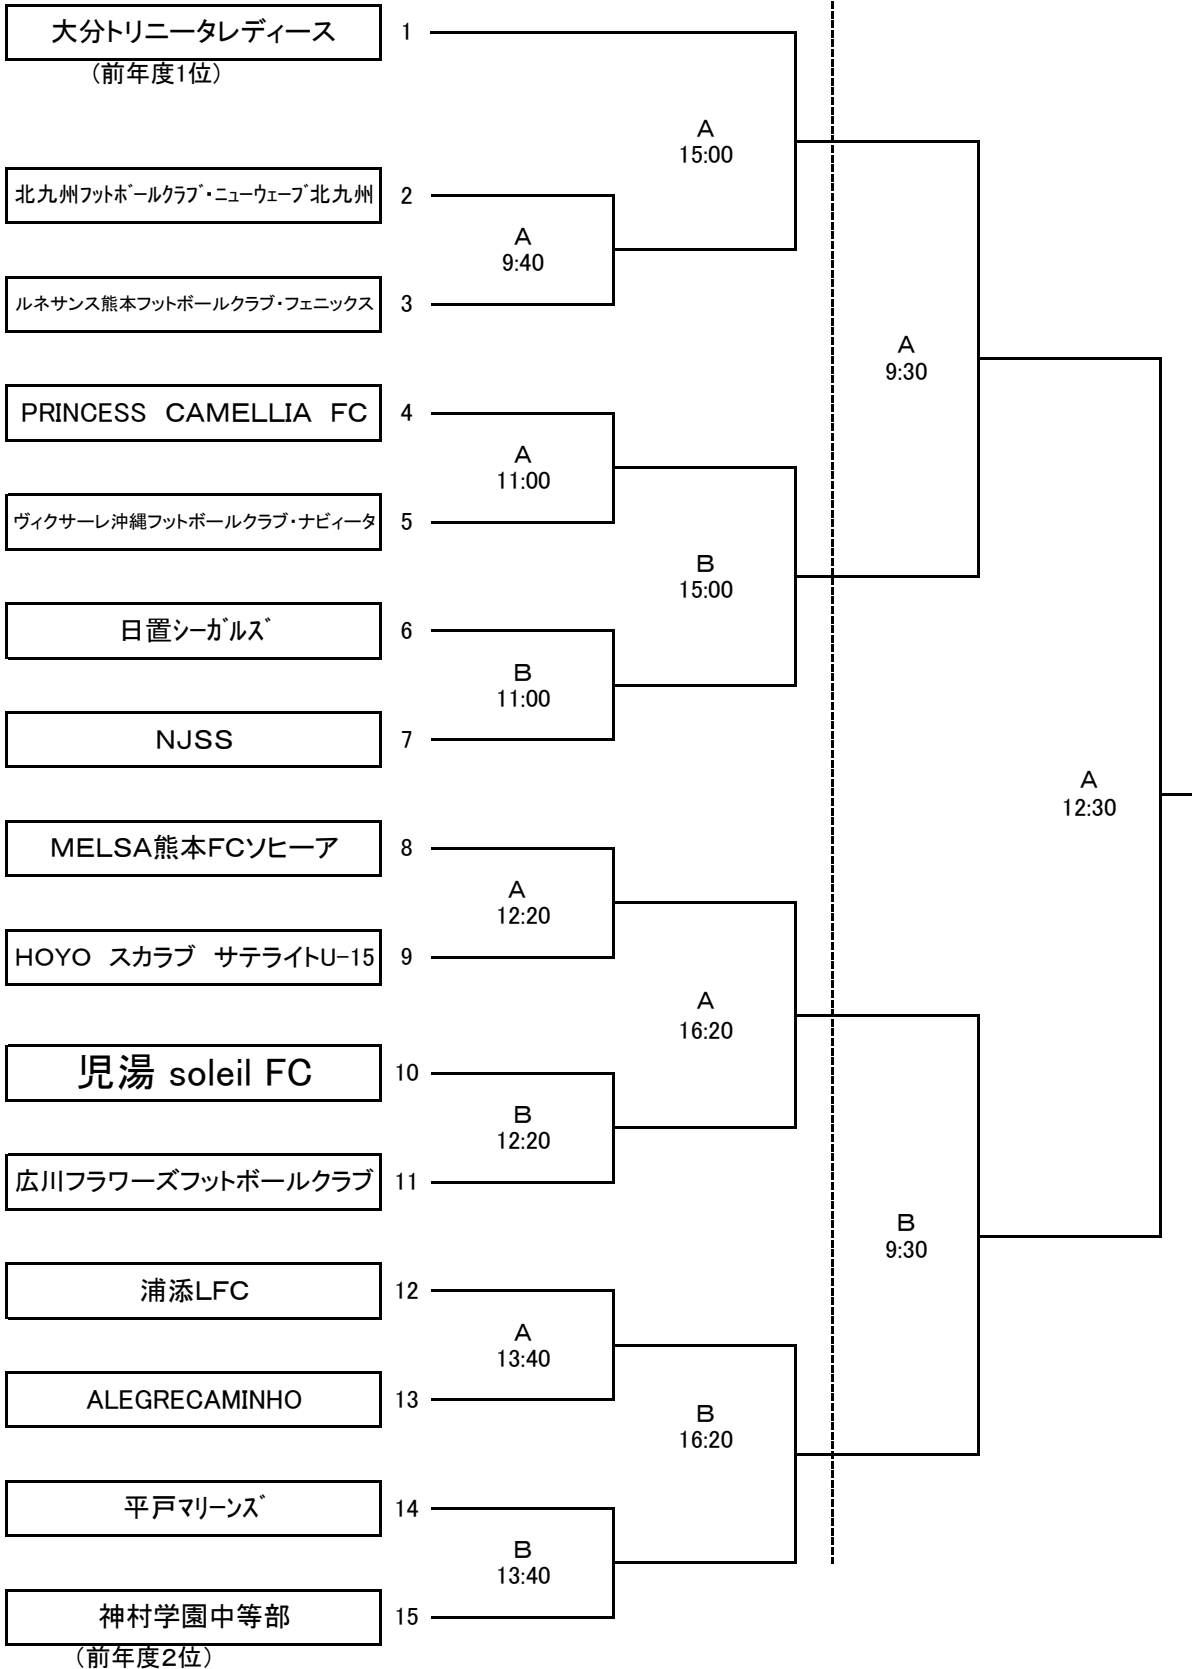 大分トリニータレディース 1
(前年度1位)
A
15:00
北九州ﾌｯﾄﾎﾞｰﾙｸﾗﾌﾞ・ﾆｭｰｳｪｰﾌﾞ北九州 2
A
9:40
ルネサンス熊本フットボールクラブ・フェニックス 3
A
9:30
PRINCESS　CAMELLIA　FC 4
A
11:00
ヴィクサーレ沖縄フットボールクラブ・ナビィータ 5
B
15:00
日置ｼｰｶﾞﾙｽﾞ 6
B
11:00
NJSS 7
A
12:30
MELSA熊本FCソヒーア 8
A
12:20
HOYO　スカラブ　サテライトU-15 9
A
16:20
児湯 soleil FC 10
B
12:20
広川フラワーズフットボールクラブ 11
B
9:30
浦添LFC 12
A
13:40
ALEGRECAMINHO 13
B
16:20
平戸ﾏﾘｰﾝｽﾞ 14
B
13:40
神村学園中等部 15
(前年度2位)